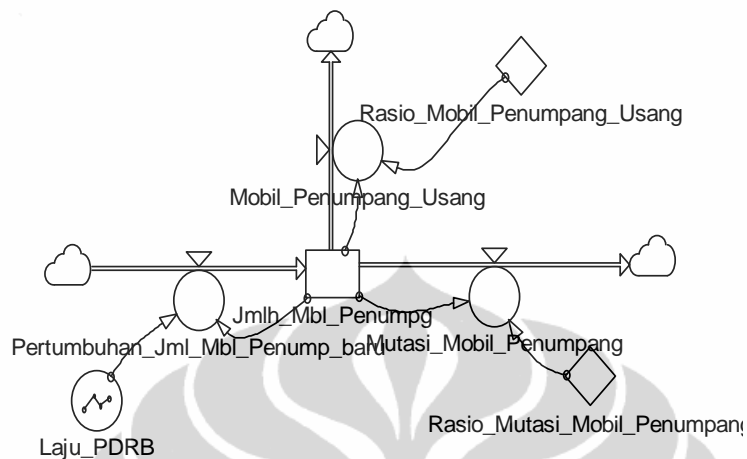 Rasio_Mobil_Penumpang_Usang
Mobil_Penumpang_Usang
Jmlh_Mbl_Penumpg
Pertumbuhan_Jml_Mbl_Penump_baru
Mutasi_Mobil_Penumpang
Rasio_Mutasi_Mobil_Penumpang
Laju_PDRB